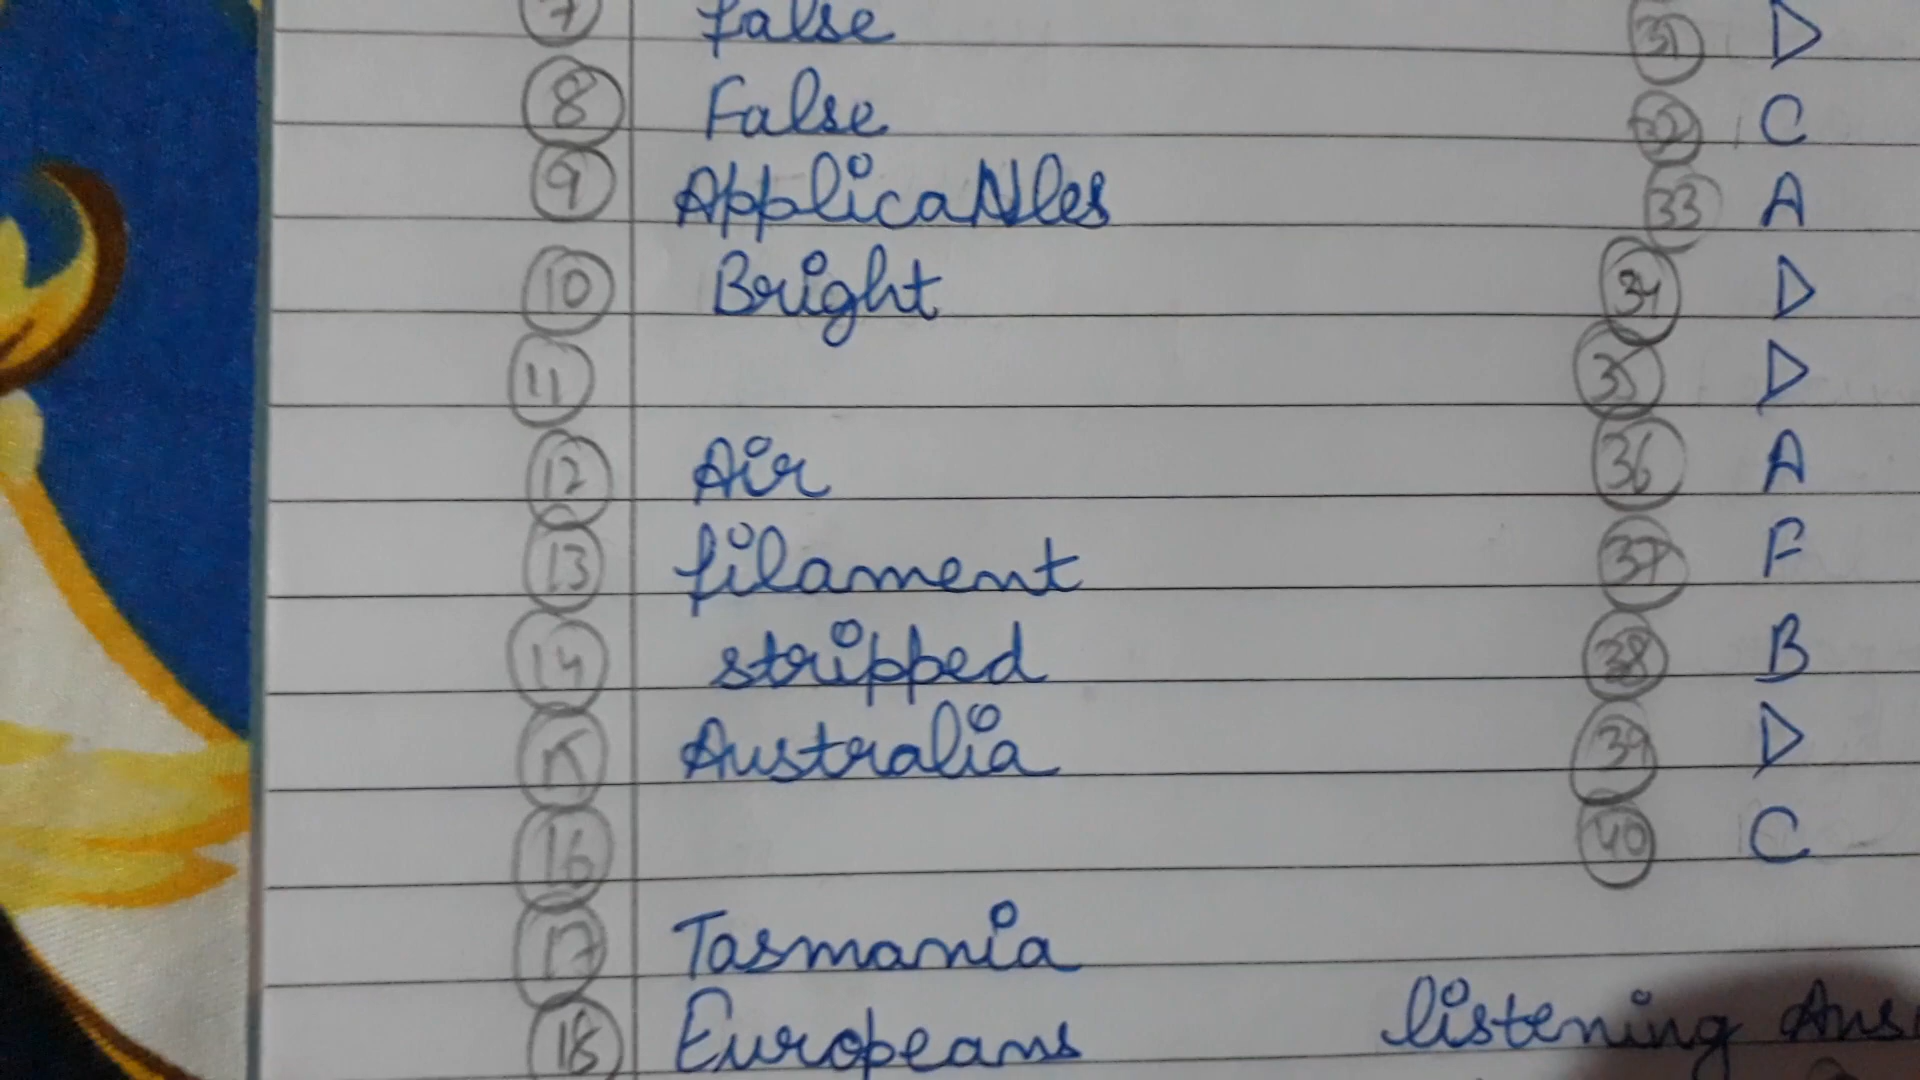 7 false 31 D
8 False 32 C
9 33 A
10 Bright 34 D
11 35 D
12 Air 36 A
13 filament 37 F
14 stripped 38 B
15 Australia 39 D
16 40 C
17 Tasmania
18 Europeans listening